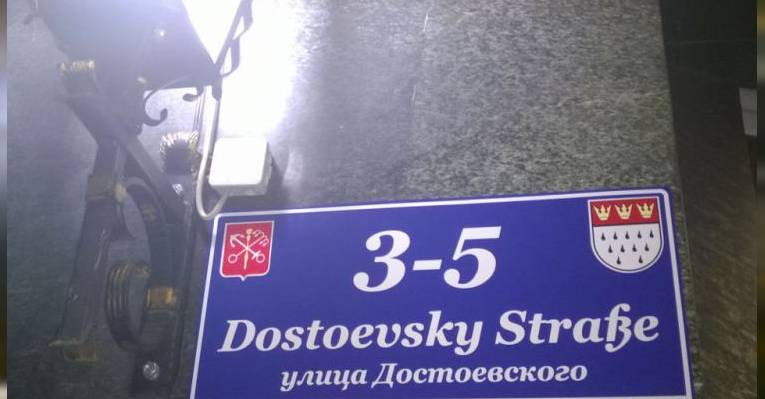 3-5
Dostoevsky Straße
улица Достоевского